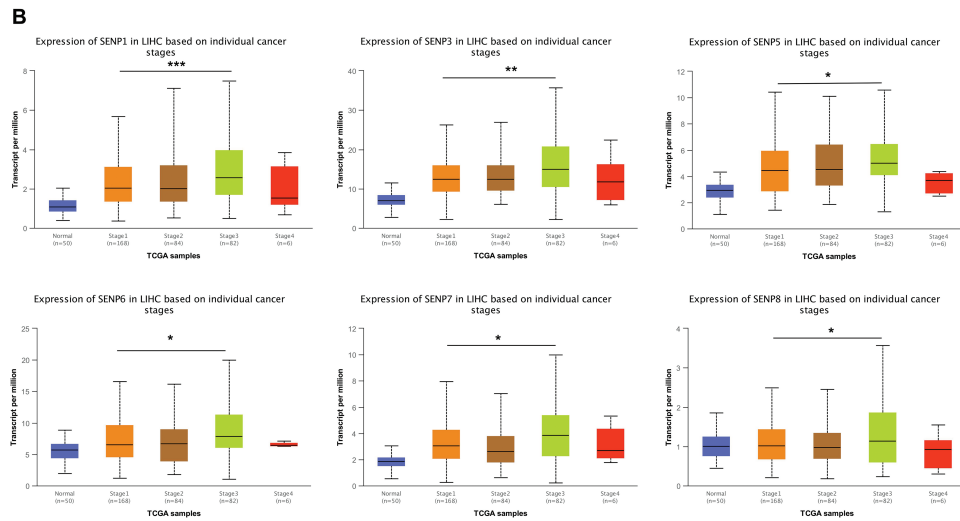 B
Expression of SENP1 in LIHC based on individual cancer
stages
***
8
6
4
2
0
Transcript per million
Normal
(n=50)
Stage1
(n=168)
Stage2
(n=84)
Stage3
(n=82)
Stage4
(n=6)
TCGA samples
Expression of SENP3 in LIHC based on individual cancer
stages
**
40
30
20
10
0
Transcript per million
Normal
(n=50)
Stage1
(n=168)
Stage2
(n=84)
Stage3
(n=82)
Stage4
(n=6)
TCGA samples
Expression of SENP5 in LIHC based on individual cancer
stages
*
12
10
8
6
4
2
0
Transcript per million
Normal
(n=50)
Stage1
(n=168)
Stage2
(n=84)
Stage3
(n=82)
Stage4
(n=6)
TCGA samples
Expression of SENP6 in LIHC based on individual cancer
stages
*
25
20
15
10
5
0
Transcript per million
Normal
(n=50)
Stage1
(n=168)
Stage2
(n=84)
Stage3
(n=82)
Stage4
(n=6)
TCGA samples
Expression of SENP7 in LIHC based on individual cancer
stages
*
14
12
10
8
6
4
2
0
Transcript per million
Normal
(n=50)
Stage1
(n=168)
Stage2
(n=84)
Stage3
(n=82)
Stage4
(n=6)
TCGA samples
Expression of SENP8 in LIHC based on individual cancer
stages
*
4
3
2
1
0
Transcript per million
Normal
(n=50)
Stage1
(n=168)
Stage2
(n=84)
Stage3
(n=82)
Stage4
(n=6)
TCGA samples